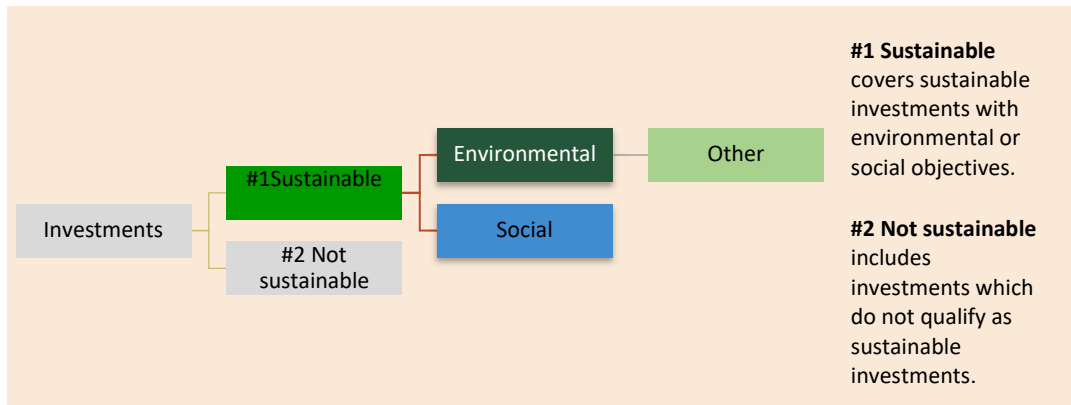 Investments
#1Sustainable
#2 Not
sustainable
Environmental
Social
Other
#1 Sustainable
covers sustainable
investments with
environmental or
social objectives.
#2 Not sustainable
includes
investments which
do not qualify as
sustainable
investments.